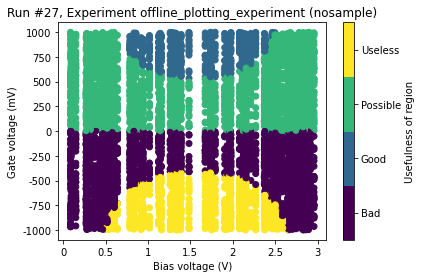 Run #27, Experiment offline_plotting_experiment (nosample)
1000
750
500
250
0
-250
-500
-750
-1000
Gate voltage (mV)
0
0.5
1
1.5
2
2.5
3
Bias voltage (V)
Useless
Possible
Good
Bad
Usefulness of region